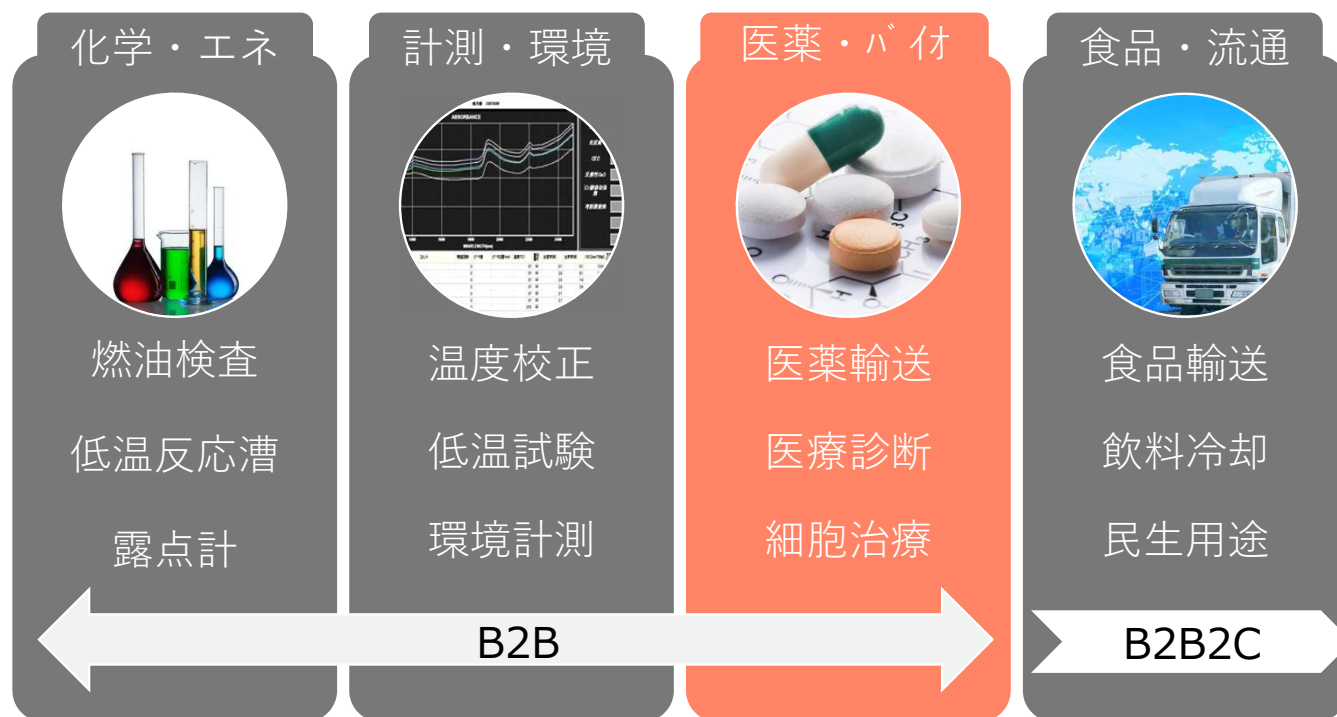 化学・エネ
計測・環境
医薬・ﾊﾞｲｵ
食品・流通
ABSORBANCE
WAVELENGTH(nm)
燃油検査
低温反応漕
露点計
温度校正
低温試験
環境計測
医薬輸送
医療診断
細胞治療
食品輸送
飲料冷却
民生用途
B2B
B2B2C